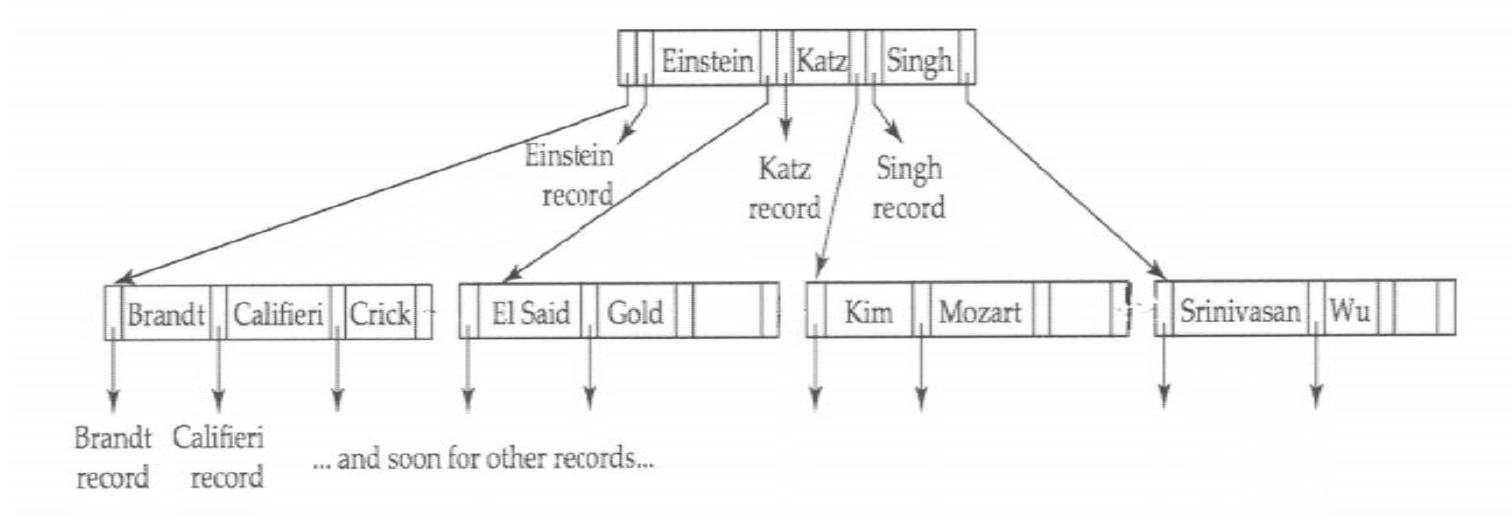 Einstein Katz Singh
Einstein
record
Katz
record
Singh
record
Brandt Califieri Crick El Said Gold Kim Mozart Srinivasan Wu
Brandt
record
Califieri
record
... and soon for other records...